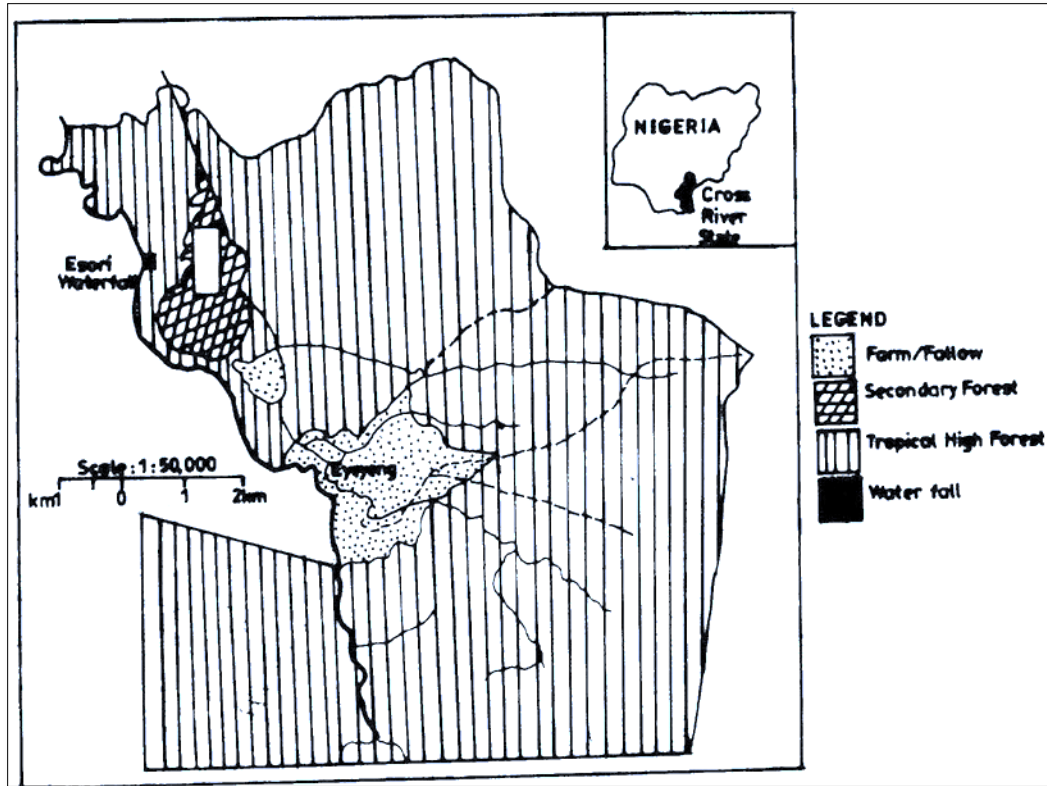 NIGERIA
Cross
River
State
Esori
Waterfall
LEGEND
Farm/Fallow
Secondary Forest
Tropical High Forest
Water fall
Scale: 1:50,000
km1 0 1 2km